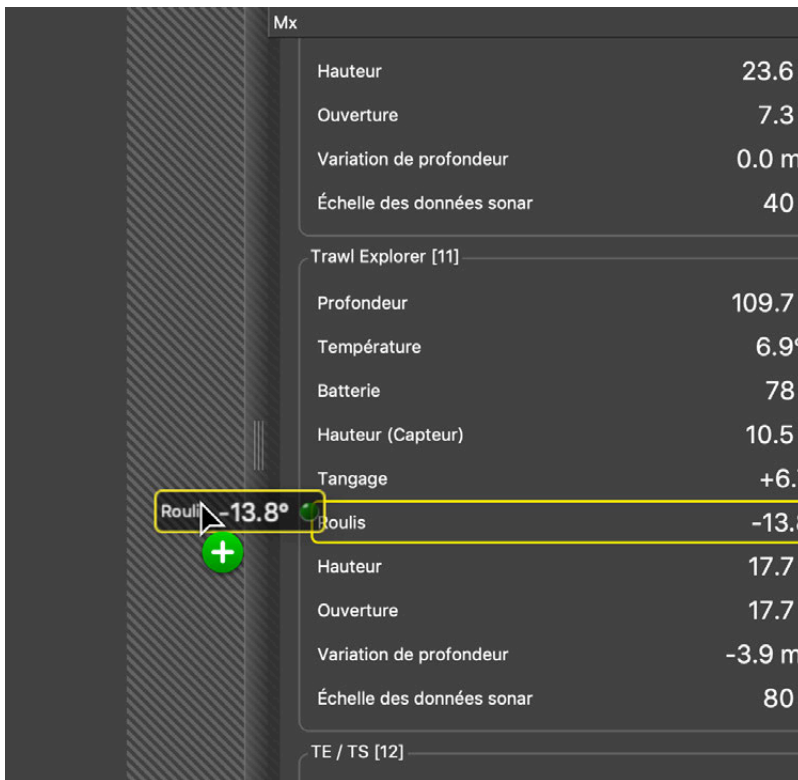 Mx
Hauteur 23.6
Ouverture 7.3
Variation de profondeur 0.0 m
Échelle des données sonar 40
Trawl Explorer [11]
Profondeur 109.7
Température 6.9°
Batterie 78
Hauteur (Capteur) 10.5
Tangage +6.
Roulis -13.8
-13.8°
Hauteur 17.7
Ouverture 17.7
Variation de profondeur -3.9 m
Échelle des données sonar 80
TE / TS [12]